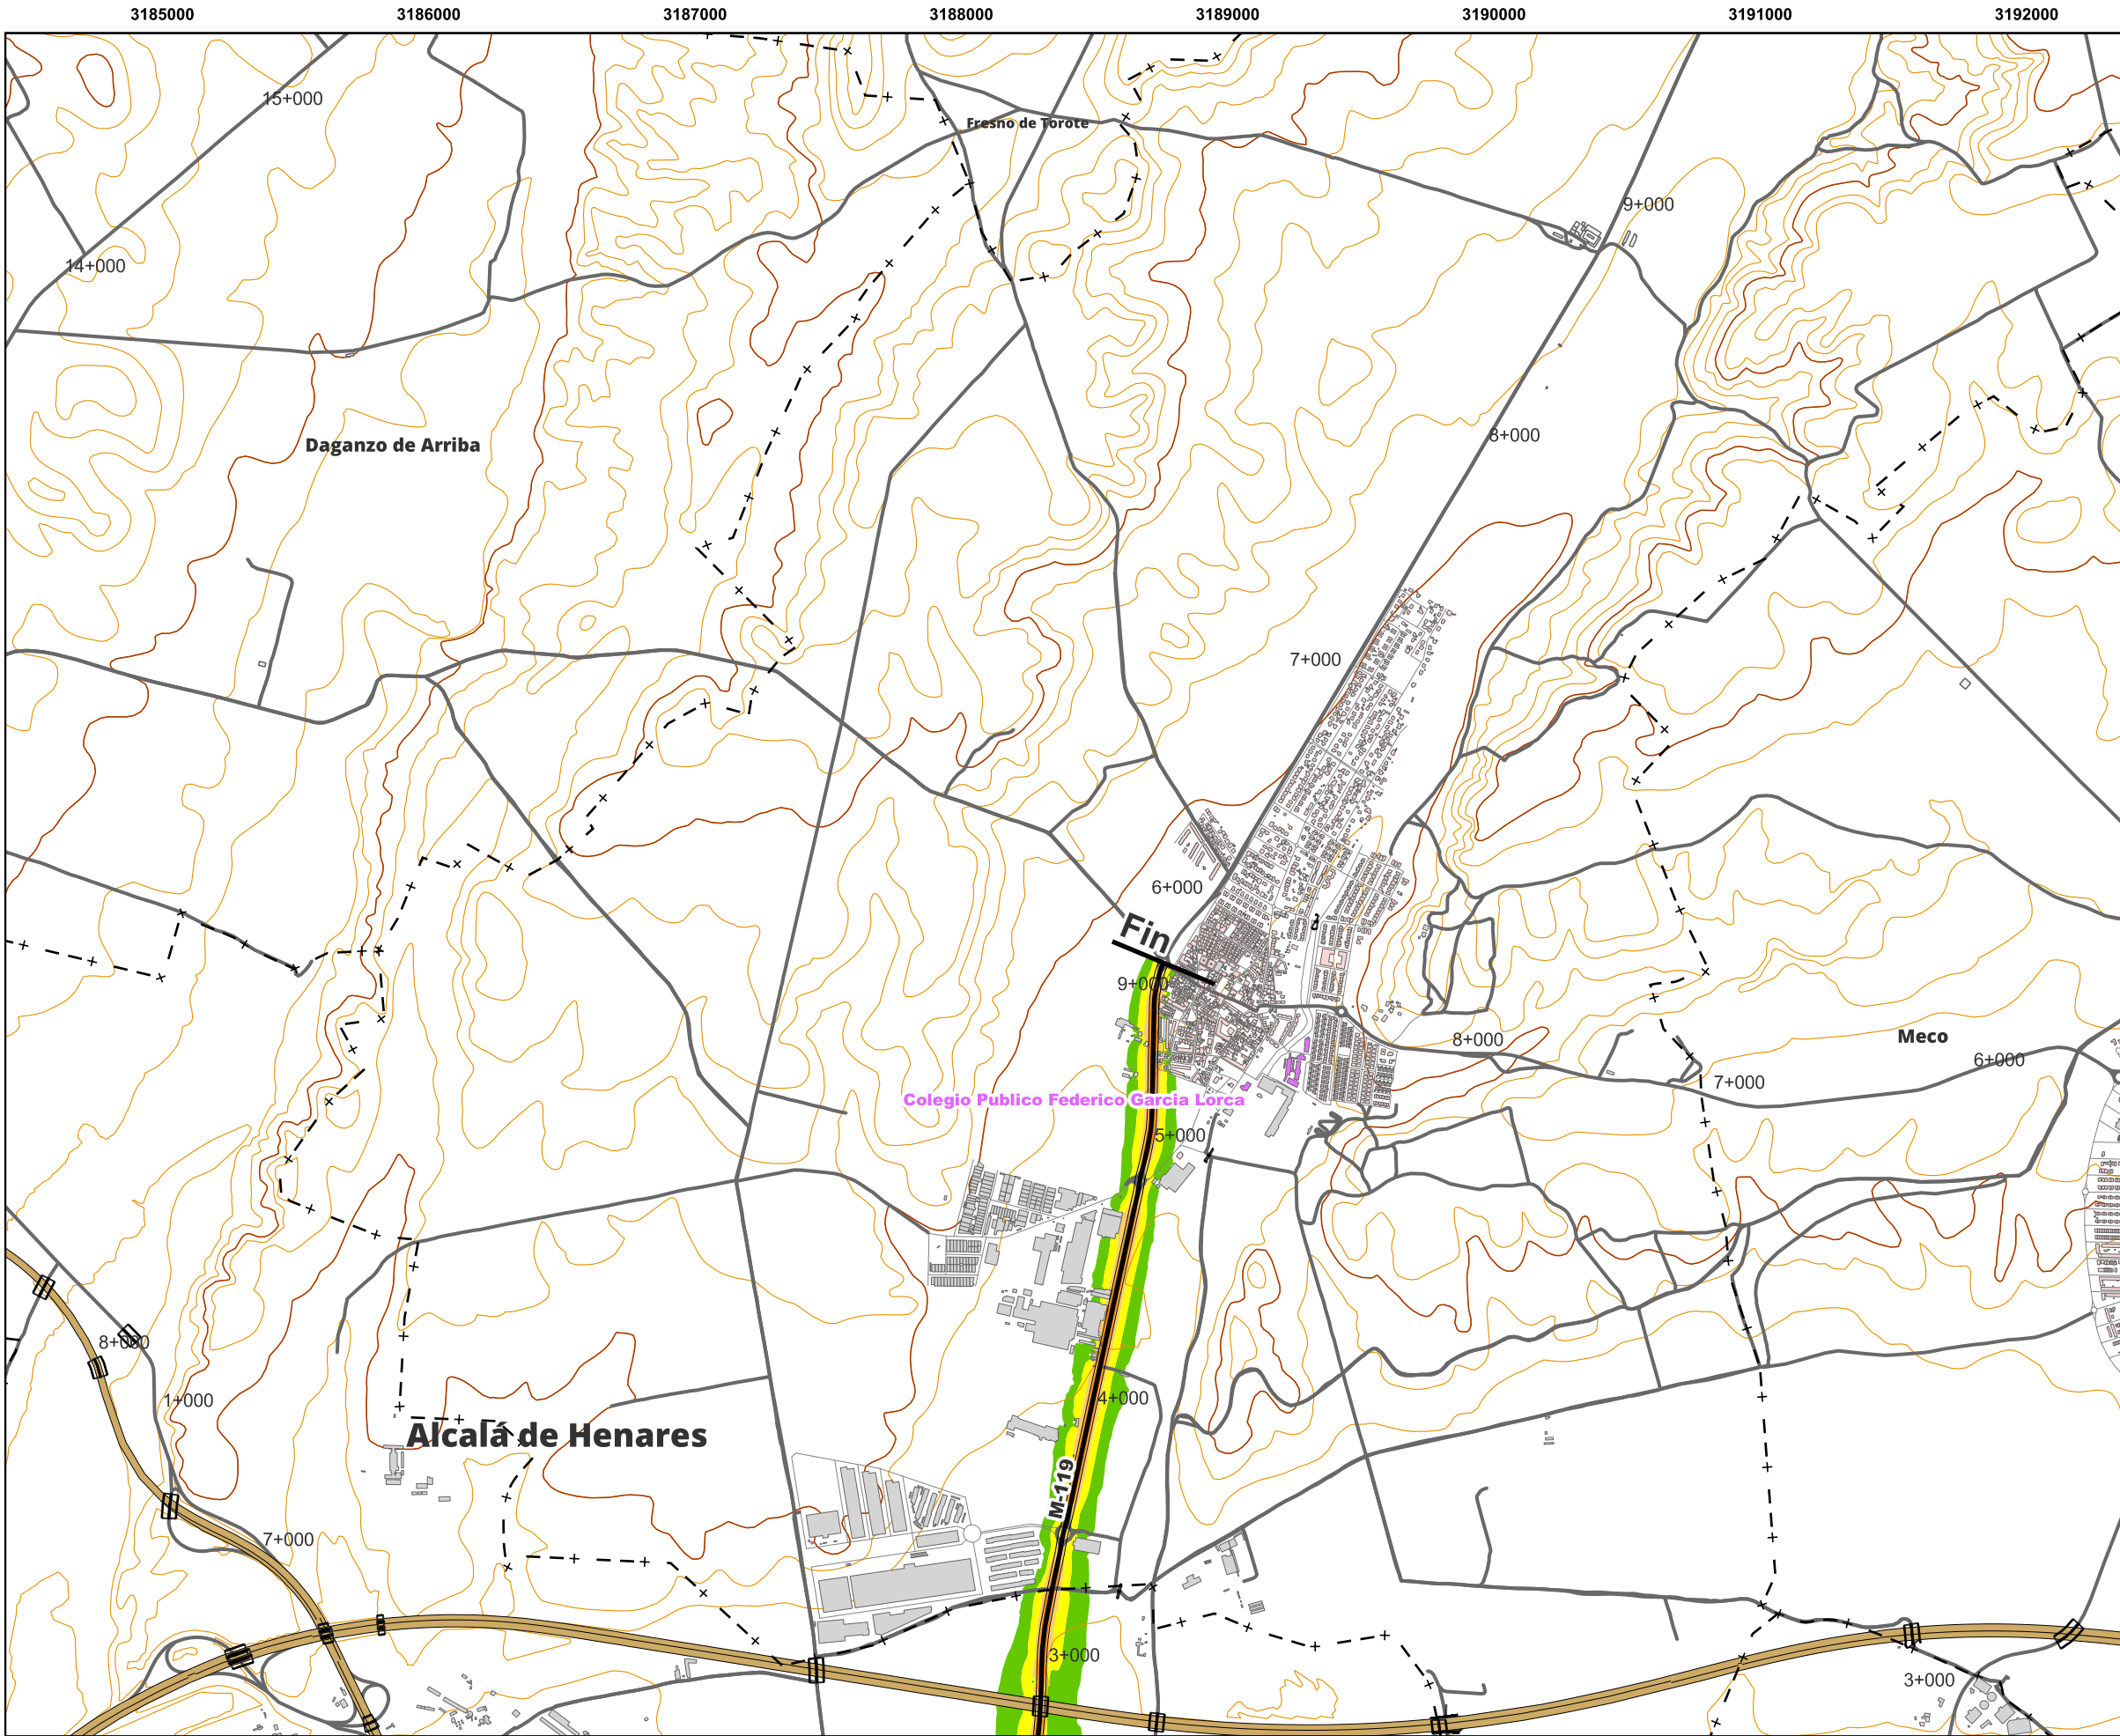 3185000 3186000 3187000 3188000 3189000 3190000 3191000 3192000
15+000
Fresno de Torote
9+000
14+000
Daganzo de Arriba
8+000
7+000
6+000
Fin
9+000
8+000
Meco
6+000
7+000
Colegio Publico Federico Garcia Lorca
5+000
8+000
1+000
4+000
Alcalá de Henares
M-119
7+000
3+000
3+000